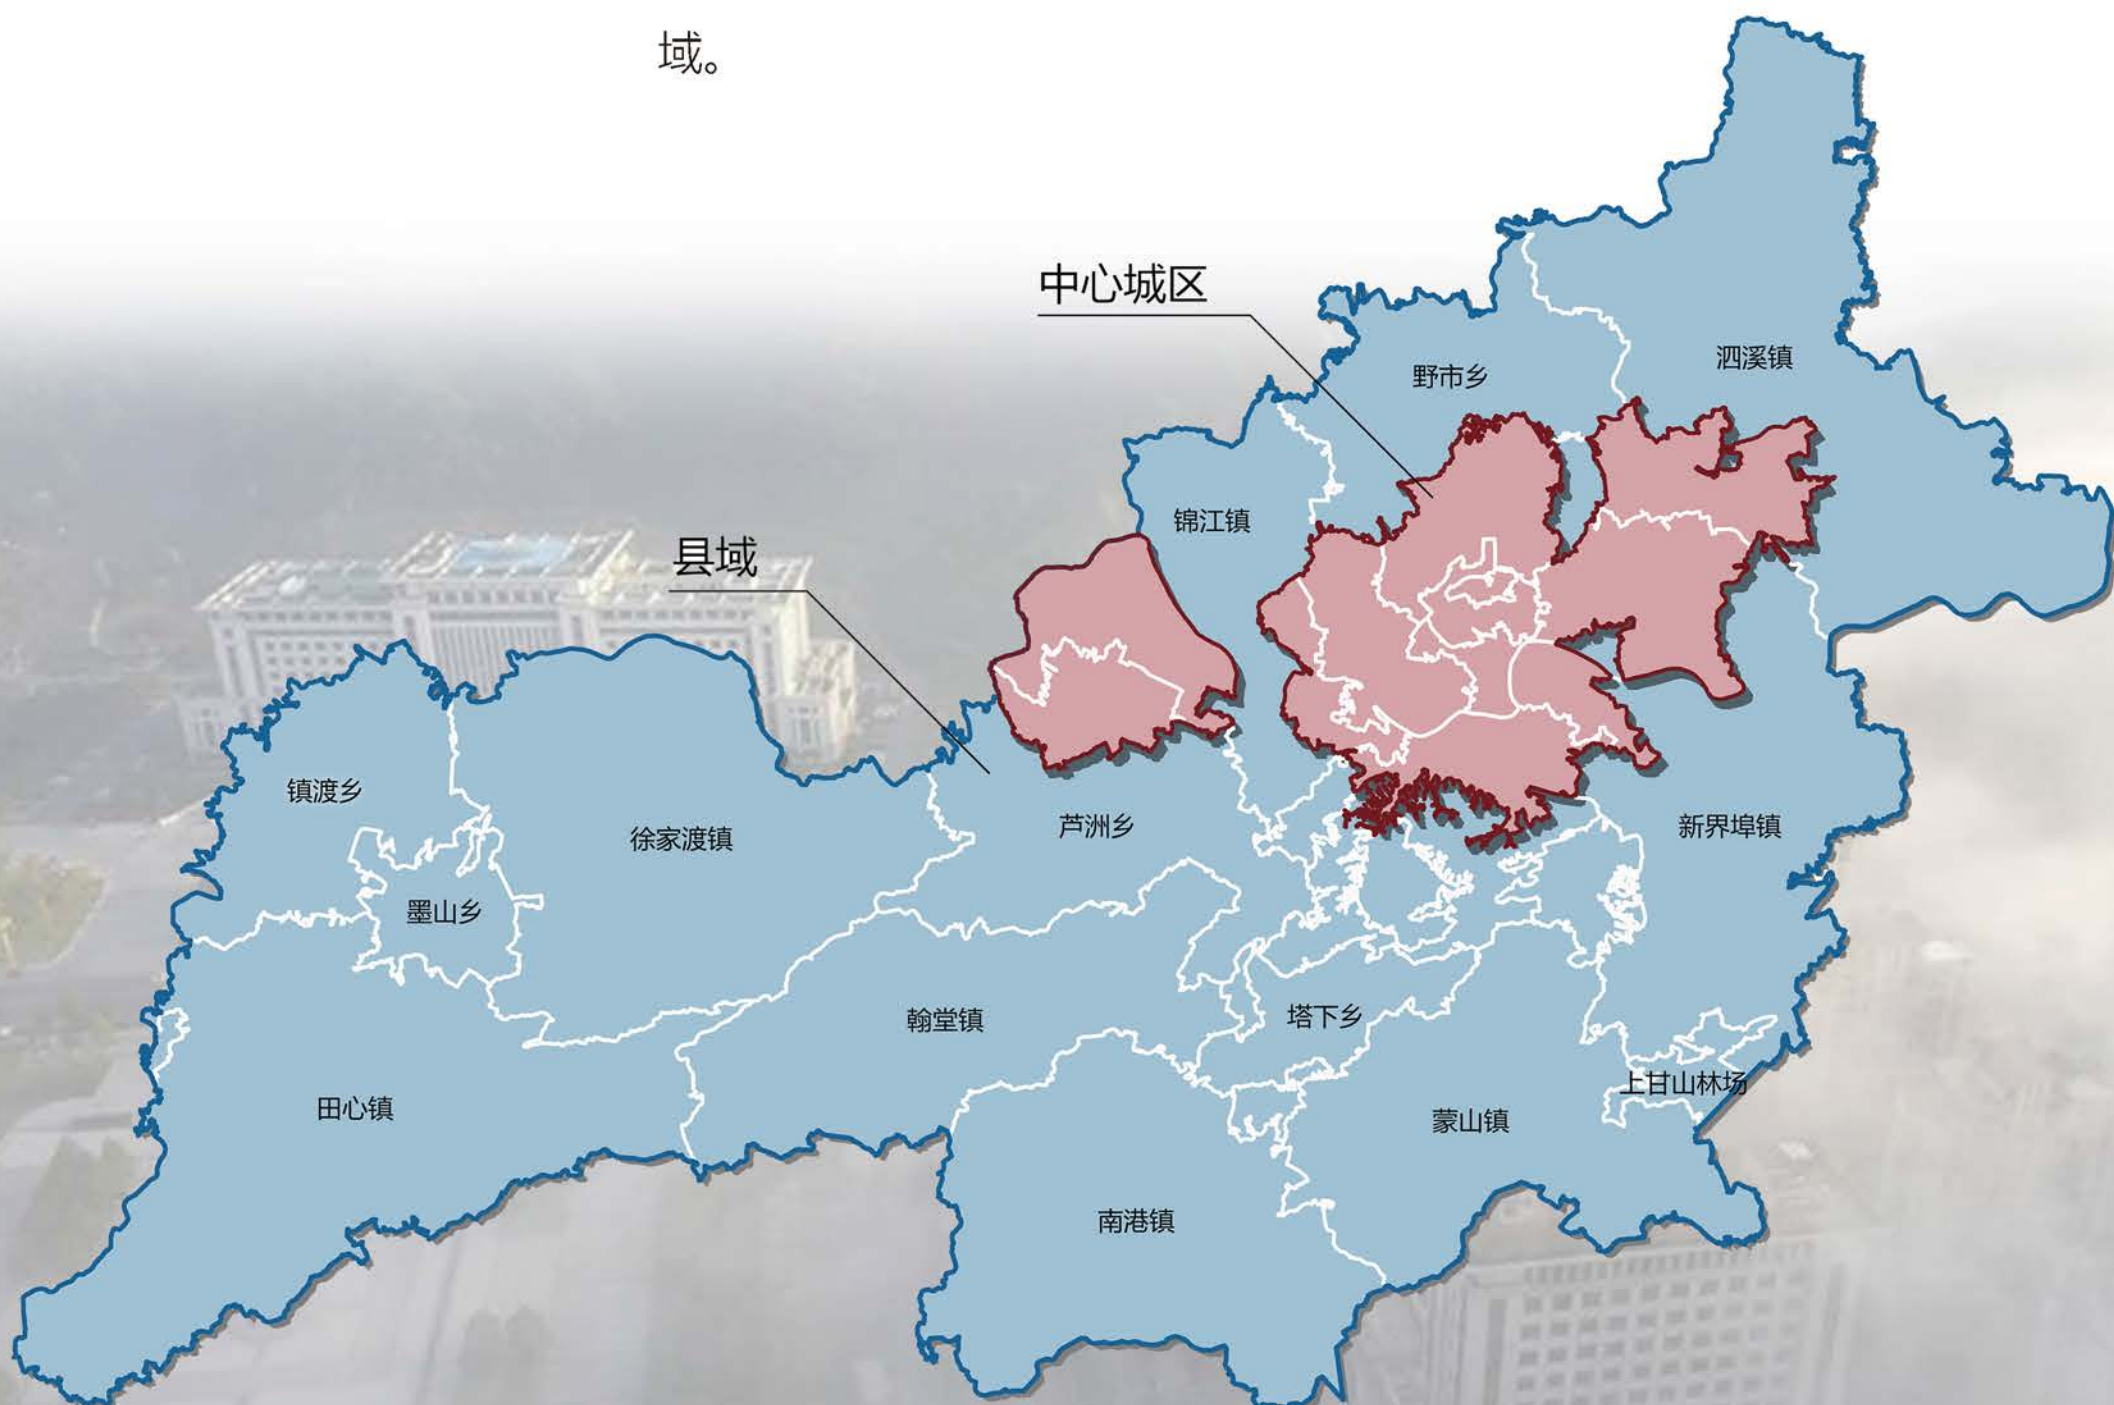 域。
中心城区
泗溪镇
野市乡
锦江镇
县域
镇渡乡
徐家渡镇
芦洲乡
新界埠镇
墨山乡
翰堂镇
塔下乡
上甘山林场
田心镇
蒙山镇
南港镇